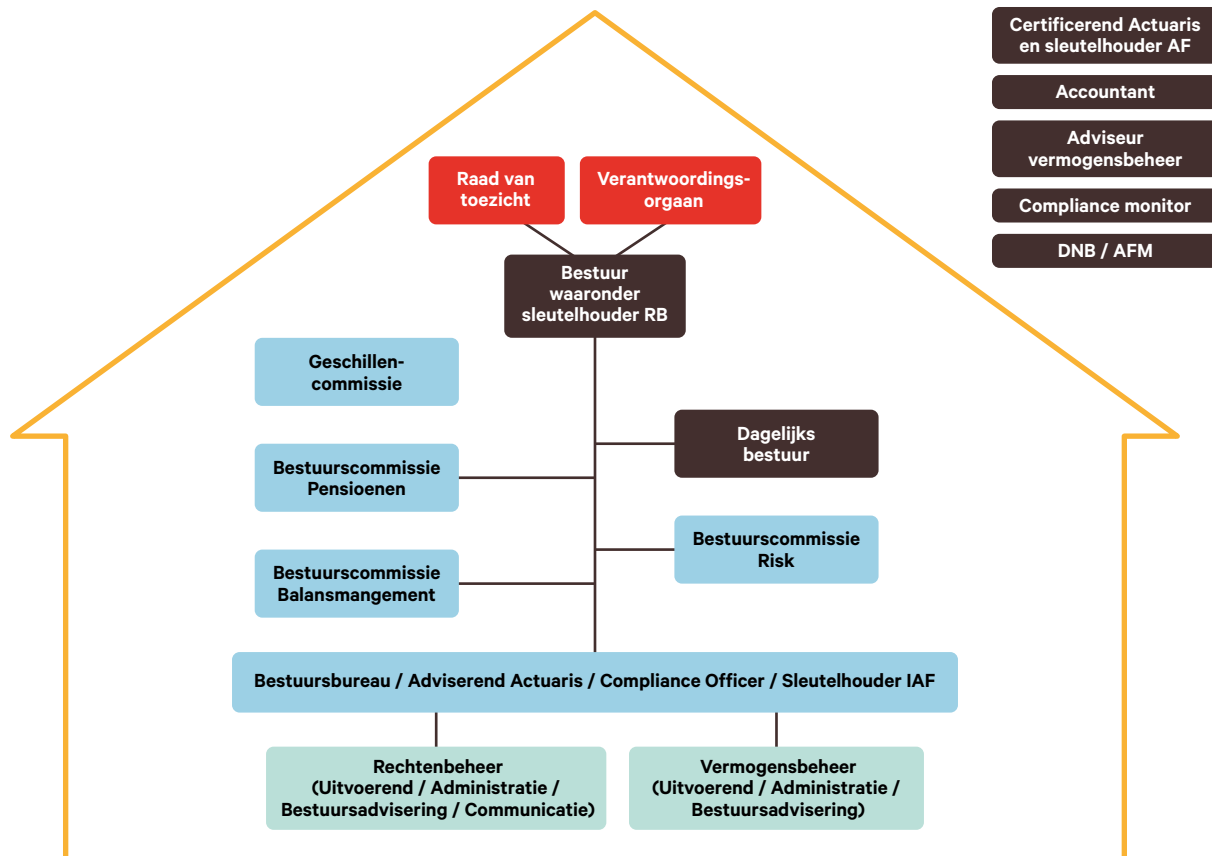 Certificerend Actuaris
en sleutelhouder AF
Accountant
Adviseur
vermogensbeheer
Compliance monitor
DNB / AFM
Raad van
toezicht
Verantwoordings-
orgaan
Bestuur
waaronder
sleutelhouder RB
Geschillen-
commissie
Dagelijks
bestuur
Bestuurscommissie
Pensioenen
Bestuurscommissie
Risk
Bestuurscommissie
Balansmangement
Bestuursbureau / Adviserend Actuaris / Compliance Officer / Sleutelhouder IAF
Rechtenbeheer
(Uitvoerend / Administratie /
Bestuursadvisering / Communicatie)
Vermogensbeheer
(Uitvoerend / Administratie /
Bestuursadvisering)